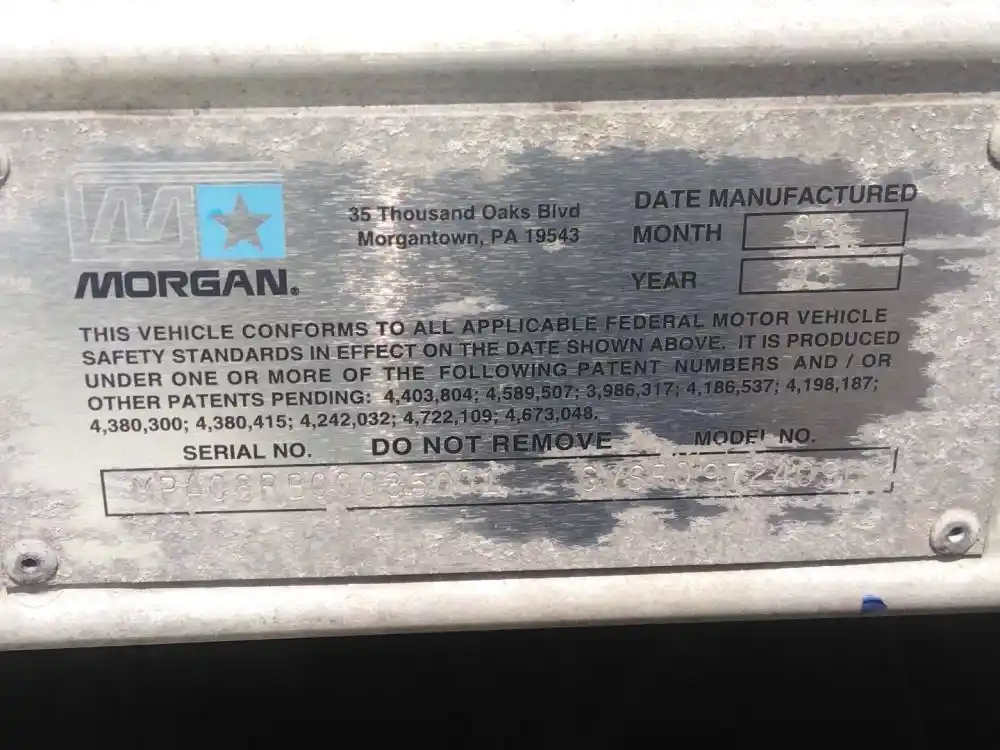 M
MORGAN®
35 Thousand Oaks Blvd
Morgantown, PA 19543
DATE MANUFACTURED
MONTH
YEAR
THIS VEHICLE CONFORMS TO ALL APPLICABLE FEDERAL MOTOR VEHICLE
SAFETY STANDARDS IN EFFECT ON THE DATE SHOWN ABOVE. IT IS PRODUCED
UNDER ONE OR MORE OF THE FOLLOWING PATENT NUMBERS AND / OR
OTHER PATENTS PENDING: 4,403,804; 4,589,507; 3,986,317; 4,186,537; 4,198,187;
4,380,300; 4,380,415; 4,242,032; 4,722,109; 4,673,048.
SERIAL NO. DO NOT REMOVE MODEL NO.